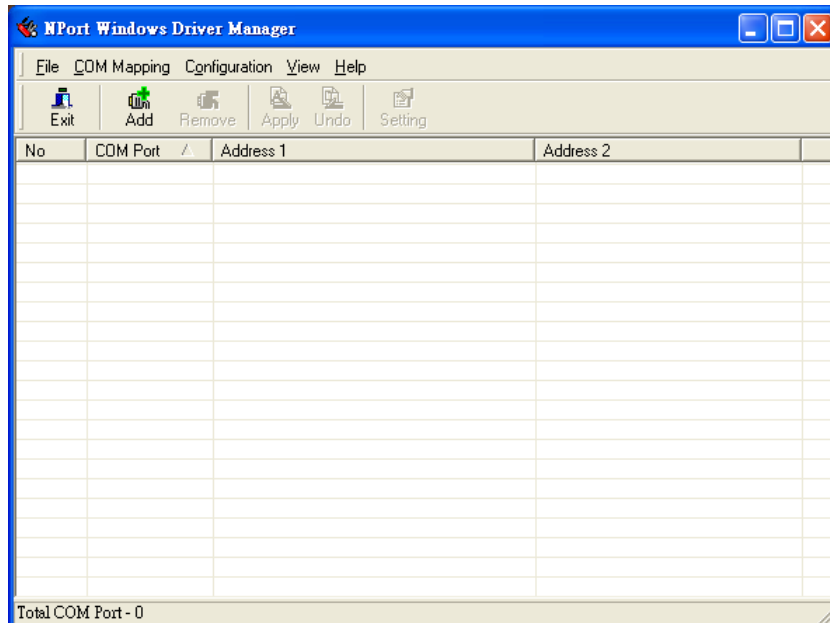 NPort Windows Driver Manager
File COM Mapping Configuration View Help
Exit Add Remove Apply Undo Setting
No COM Port Address 1 Address 2
Total COM Port - 0